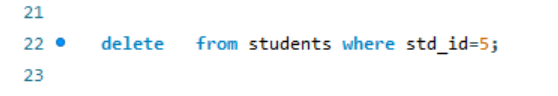 21
22 delete from students where std_id=5;
23